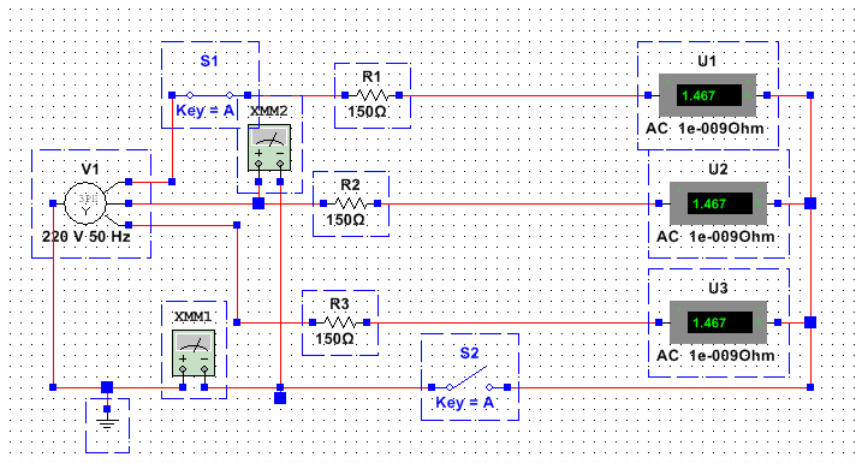 S1
Key = A
XMM2
R1
150Ω
U1
1.467
AC 1e-009Ohm
V1
3PH
Y
220 V 50 Hz
R2
150Ω
U2
1.467
AC 1e-009Ohm
XMM1
R3
150Ω
U3
1.467
AC 1e-009Ohm
S2
Key = A